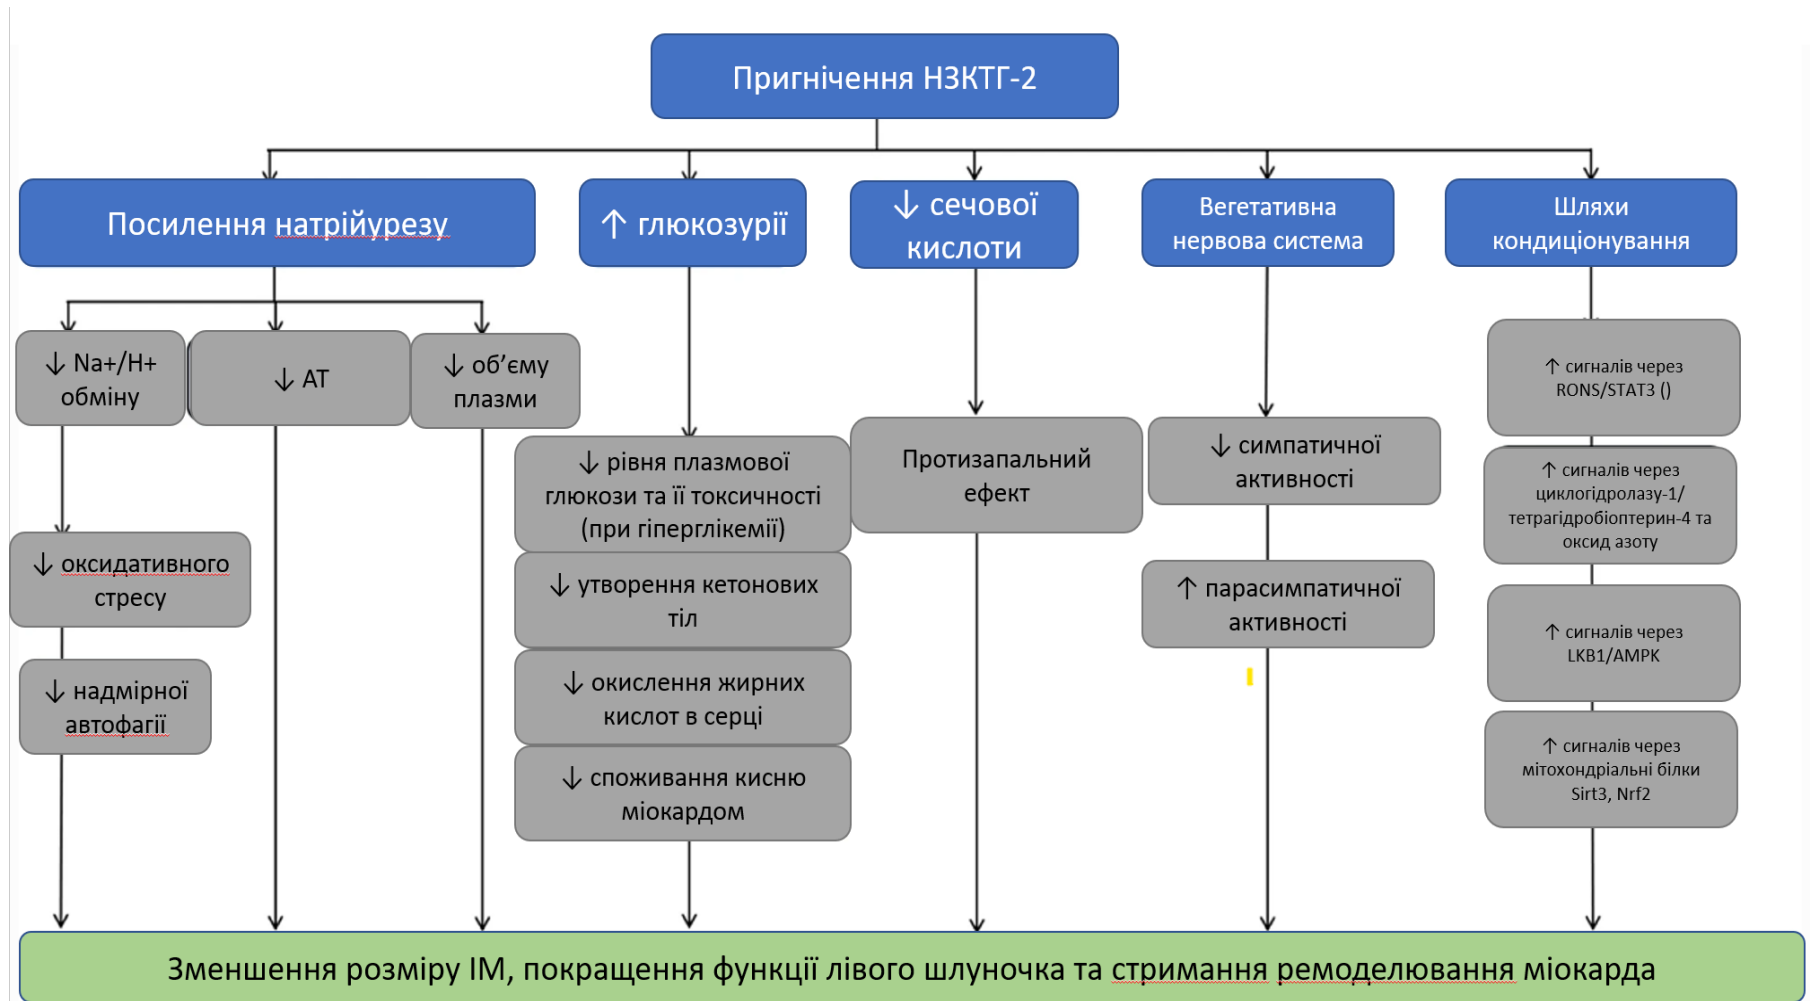 Пригнічення НЗКТГ-2
Посилення натрійурезу
↑ глюкозурії
↓ сечової
кислоти
Вегетативна
нервова система
Шляхи
кондиціонування
↓ Na+/H+
обміну
↓ АТ
↓ об’єму
плазми
↓ оксидативного
стресу
↓ надмірної
автофагії
↓ рівня плазмової
глюкози та її токсичності
(при гіперглікемії)
↓ утворення кетонових
тіл
↓ окислення жирних
кислот в серці
↓ споживання кисню
міокардом
Протизапальний
ефект
↓ симпатичної
активності
↑ парасимпатичної
активності
↑ сигналів через
RONS/STAT3 ()
↑ сигналів через
циклогідролазу-1/
тетрагідробіоптерин-4 та
оксид азоту
↑ сигналів через
LKB1/AMPK
↑ сигналів через
мітохондріальні білки
Sirt3, Nrf2
Зменшення розміру ІМ, покращення функції лівого шлуночка та стримання ремоделювання міокарда